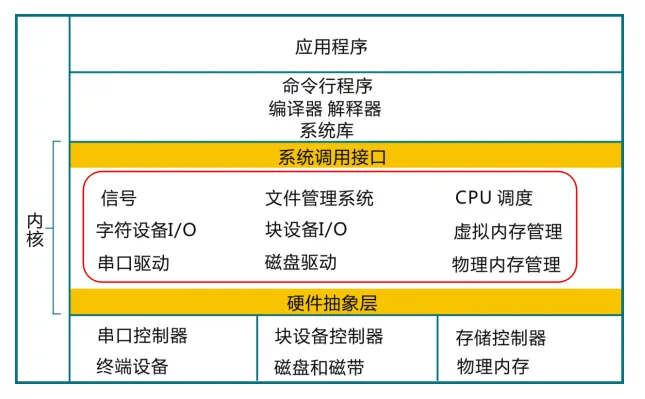 应用程序
命令行程序
编译器 解释器
系统库
系统调用接口
内核
信号 文件管理系统 CPU 调度
字符设备I/O 块设备I/O 虚拟内存管理
串口驱动 磁盘驱动 物理内存管理
硬件抽象层
串口控制器 块设备控制器 存储控制器
终端设备 磁盘和磁带 物理内存